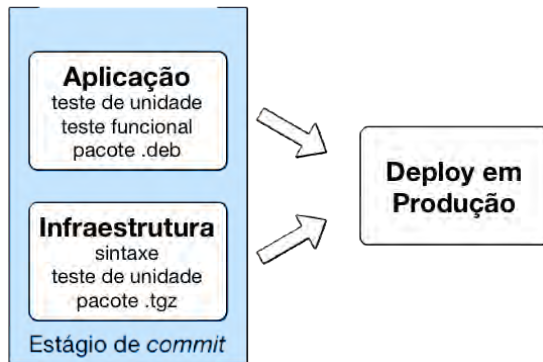 Aplicação
teste de unidade
teste funcional
pacote .deb
Infraestrutura
sintaxe
teste de unidade
pacote .tgz
Estágio de commit
Deploy em
Produção